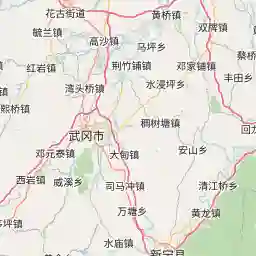 花古街道
黄桥镇
双牌镇
毓兰镇
高沙镇
马坪乡
蔡桥
红岩镇
荆竹铺镇
邓家铺镇
水浸坪乡
丰田乡
湾头桥镇
熙桥镇
稠树塘镇
武冈市
回龙
邓元泰镇
大甸镇
安山乡
西岩镇
威溪乡
司马冲镇
清江桥乡
坪镇
万塘乡
黄龙镇
水庙镇
新宁县